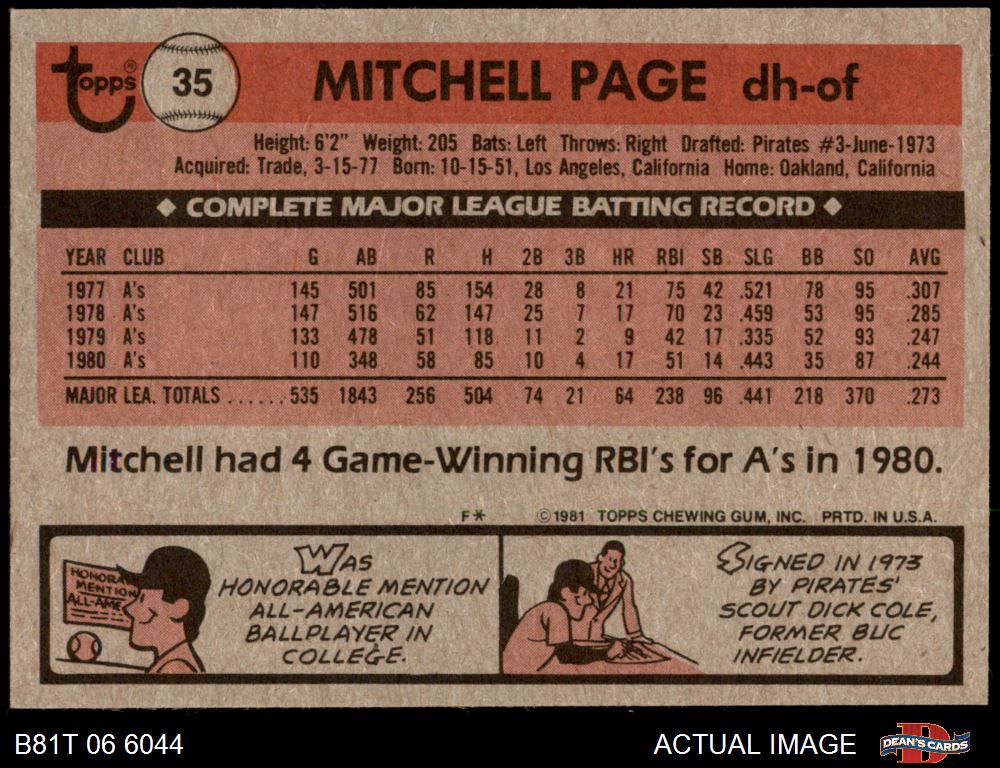 Topps® 35 MITCHELL PAGE dh-of
Height: 6'2" Weight: 205 Bats: Left Throws: Right Drafted: Pirates #3-June-1973
Acquired: Trade, 3-15-77 Born: 10-15-51, Los Angeles, California Home: Oakland, California
◆ COMPLETE MAJOR LEAGUE BATTING RECORD ◆
YEAR CLUB G AB R H 2B 3B HR RBI SB SLG BB SO AVG
1977 A's 145 501 85 154 28 8 21 75 42 .521 78 95 .307
1978 A's 147 516 62 147 25 7 17 70 23 .459 53 95 .285
1979 A's 133 478 51 118 11 2 9 42 17 .335 52 93 .247
1980 A's 110 348 58 85 10 4 17 51 14 .443 35 87 .244
MAJOR LEA. TOTALS ...... 535 1843 256 504 74 21 64 238 96 .441 218 370 .273
Mitchell had 4 Game-Winning RBI's for A's in 1980.
F* ©1981 TOPPS CHEWING GUM, INC. PRTD. IN U.S.A.
HONORA
MENTION
ALL-AME
WAS
HONORABLE MENTION
ALL-AMERICAN
BALLPLAYER IN
COLLEGE.
SIGNED IN 1973
BY PIRATES'
SCOUT DICK COLE,
FORMER BUC
INFIELDER.
B81T 06 6044 ACTUAL IMAGE DEAN'S CARDS